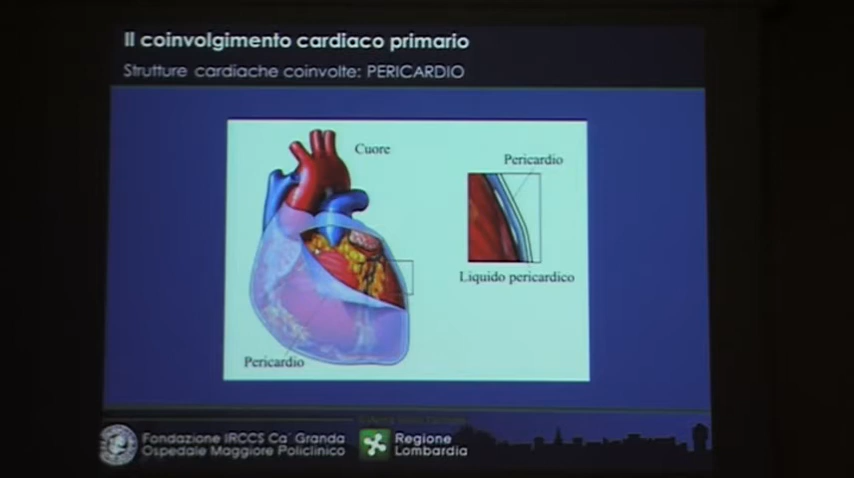 Il coinvolgimento cardiaco primario
Strutture cardiache coinvolte: PERICARDIO
Cuore
Pericardio
Liquido pericardico
Pericardio
Fondazione IRCCS Ca' Granda
Ospedale Maggiore Policlinico
Regione
Lombardia